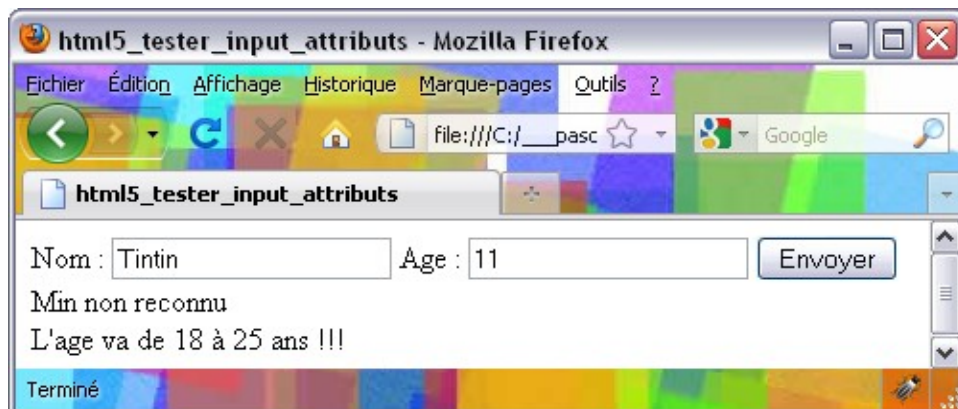 html5_tester_input_attributs - Mozilla Firefox
Fichier Édition Affichage Historique Marque-pages Outils ?
file:///C:/___pasc Google
html5_tester_input_attributs
Nom : Tintin Age : 11 Envoyer
Min non reconnu
L'age va de 18 à 25 ans !!!
Terminé